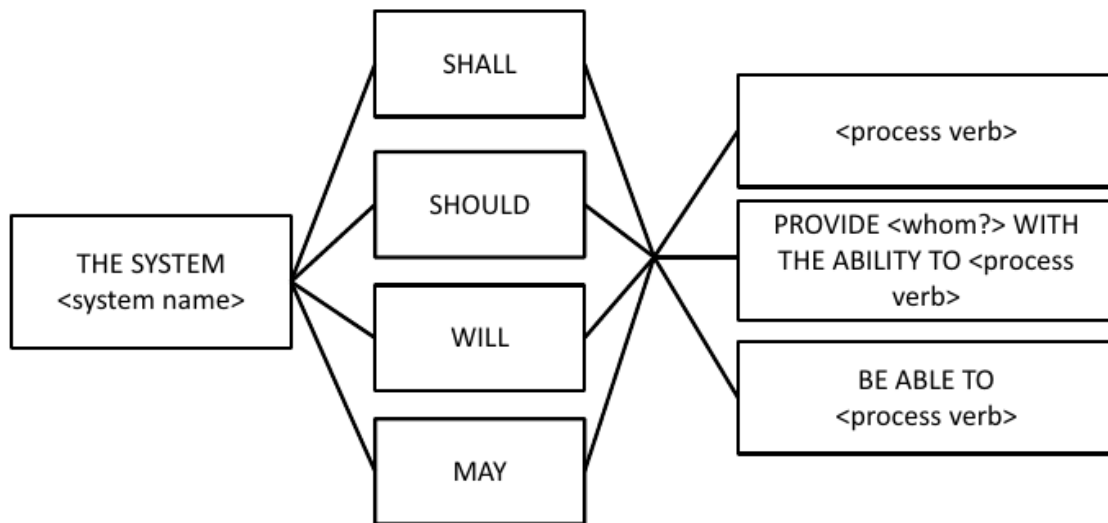 THE SYSTEM
<system name>
SHALL
SHOULD
WILL
MAY
<process verb>
PROVIDE <whom?> WITH
THE ABILITY TO <process
verb>
BE ABLE TO
<process verb>